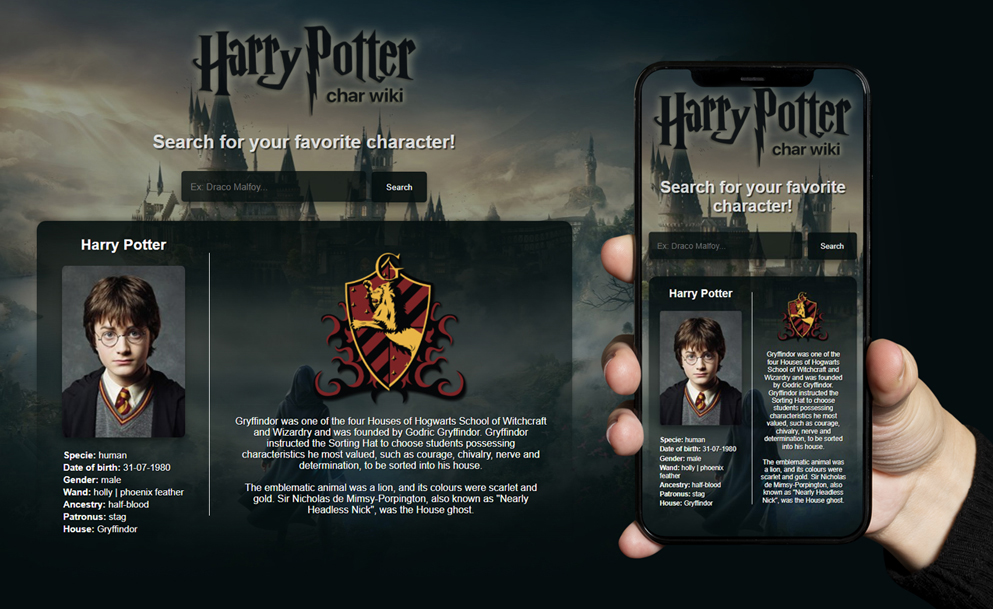 Harry Potter
char wiki
Search for your favorite character!
Ex: Draco Malfoy...
Search
Harry Potter
Specie: human
Date of birth: 31-07-1980
Gender: male
Wand: holly | phoenix feather
Ancestry: half-blood
Patronus: stag
House: Gryffindor
G
Gryffindor was one of the four Houses of Hogwarts School of Witchcraft
and Wizardry and was founded by Godric Gryffindor. Gryffindor
instructed the Sorting Hat to choose students possessing
characteristics he most valued, such as courage, chivalry, nerve and
determination, to be sorted into his house.
The emblematic animal was a lion, and its colours were scarlet and
gold. Sir Nicholas de Mimsy-Porpington, also known as "Nearly
Headless Nick", was the House ghost.
Harry Potter
char wiki
Search for your favorite
character!
Ex: Draco Malfoy...
Search
Harry Potter
Specie: human
Date of birth: 31-07-1980
Gender: male
Wand: holly | phoenix
feather
Ancestry: half-blood
Patronus: stag
House: Gryffindor
G
Gryffindor was one of the
four Houses of Hogwarts
School of Witchcraft and
Wizardry and was founded
by Godric Gryffindor.
Gryffindor instructed the
Sorting Hat to choose
students possessing
characteristics he most
valued, such as courage,
chivalry, nerve and
determination, to be sorted
into his house.
The emblematic animal was
a lion, and its colours were
scarlet and gold. Sir Nicholas
de Mimsy-Porpington, also
known as "Nearly Headless
Nick", was the House ghost.